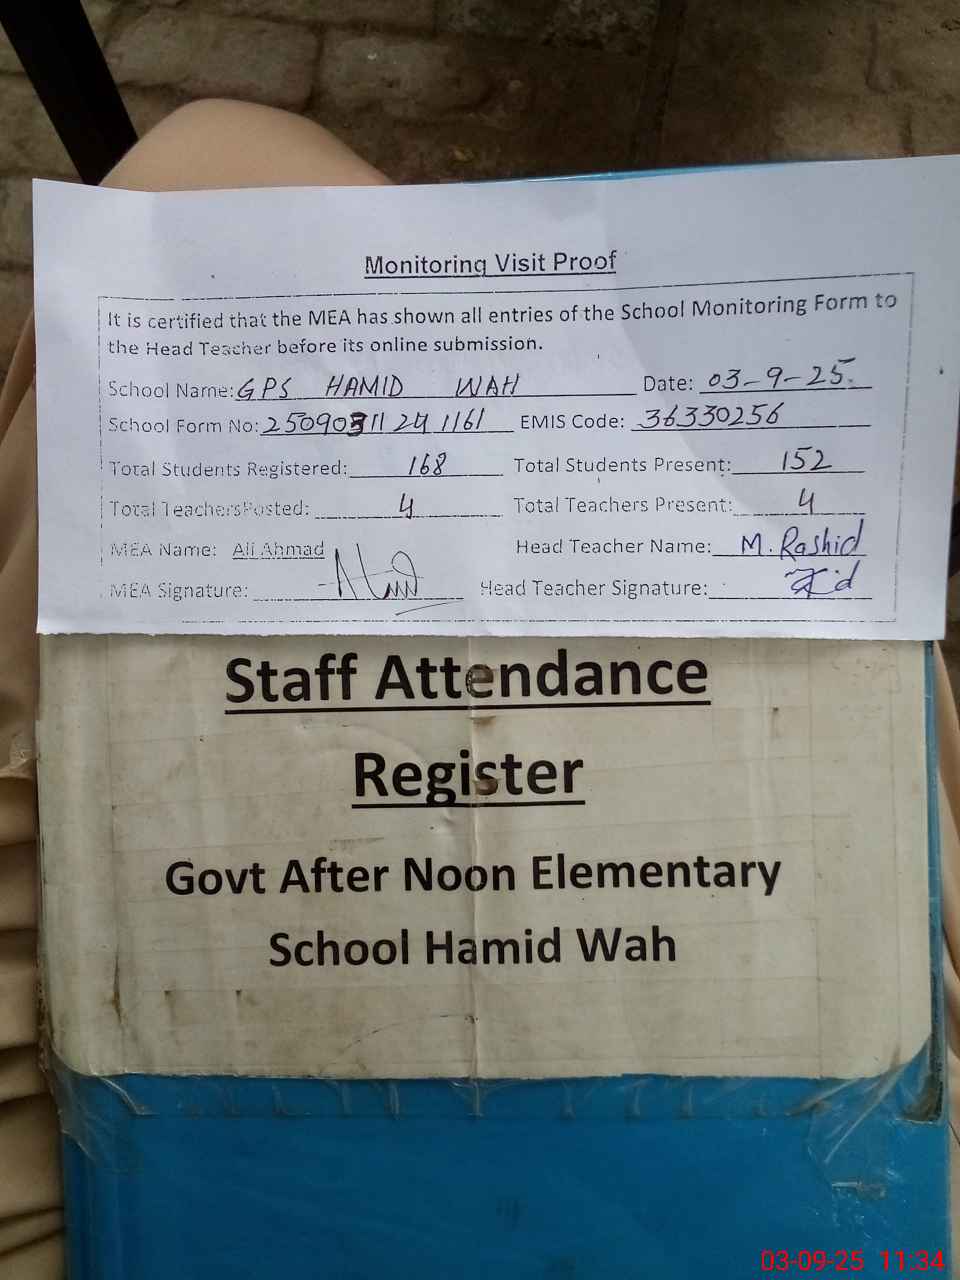 Monitoring Visit Proof
It is certified that the MEA has shown all entries of the School Monitoring Form to
the Head Teacher before its online submission.
School Name: GPS HAMID WAH Date: 03-9-25.
School Form No: 25090311241161 EMIS Code: 36330256
Total Students Registered: 168 Total Students Present: 152
Total Teachers Posted: 4 Total Teachers Present: 4
MEA Name: Ali Ahmad Head Teacher Name: M. Rashid
MEA Signature: Head Teacher Signature:
Staff Attendance
Register
Govt After Noon Elementary
School Hamid Wah
03-09-25 11:34